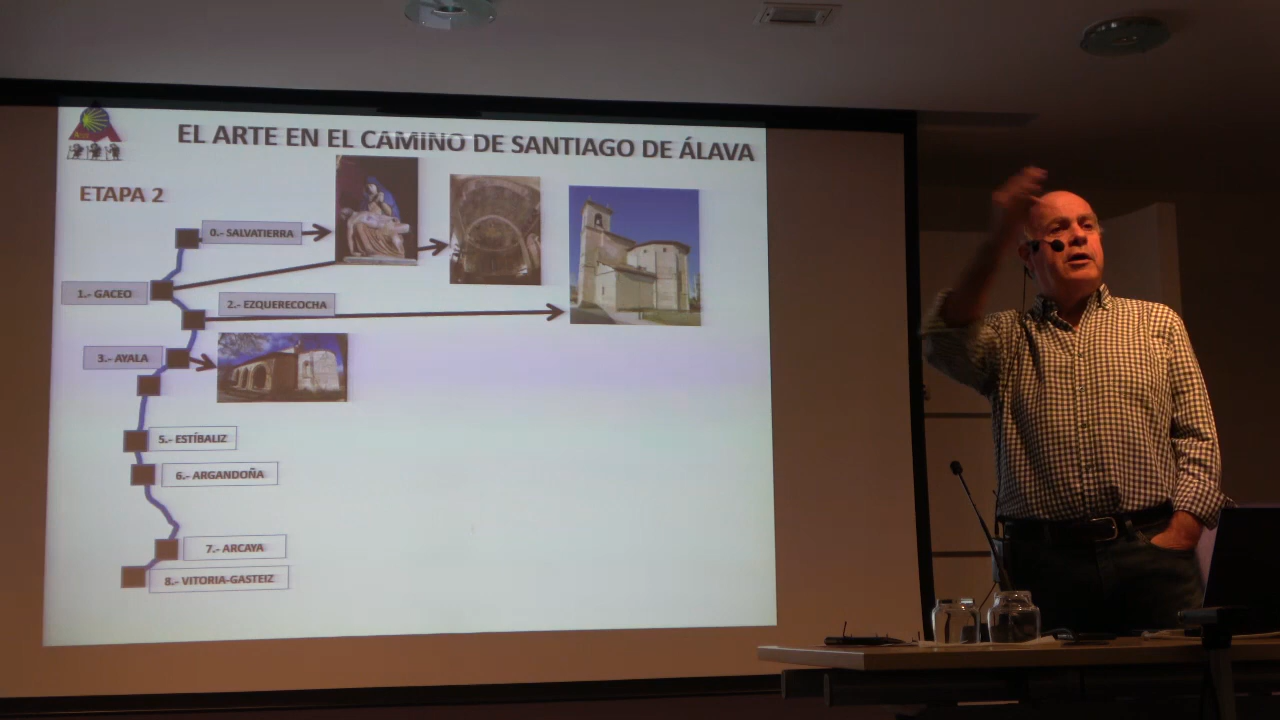 EL ARTE EN EL CAMINO DE SANTIAGO DE ÁLAVA
ETAPA 2
0.- SALVATIERRA
1.- GACEO
2.- EZQUERECOCHA
3.- AYALA
5.- ESTÍBALIZ
6.- ARGANDOÑA
7.- ARCAYA
8.- VITORIA-GASTEIZ